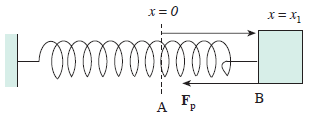 x = 0
x = x₁
A
Fₚ
B